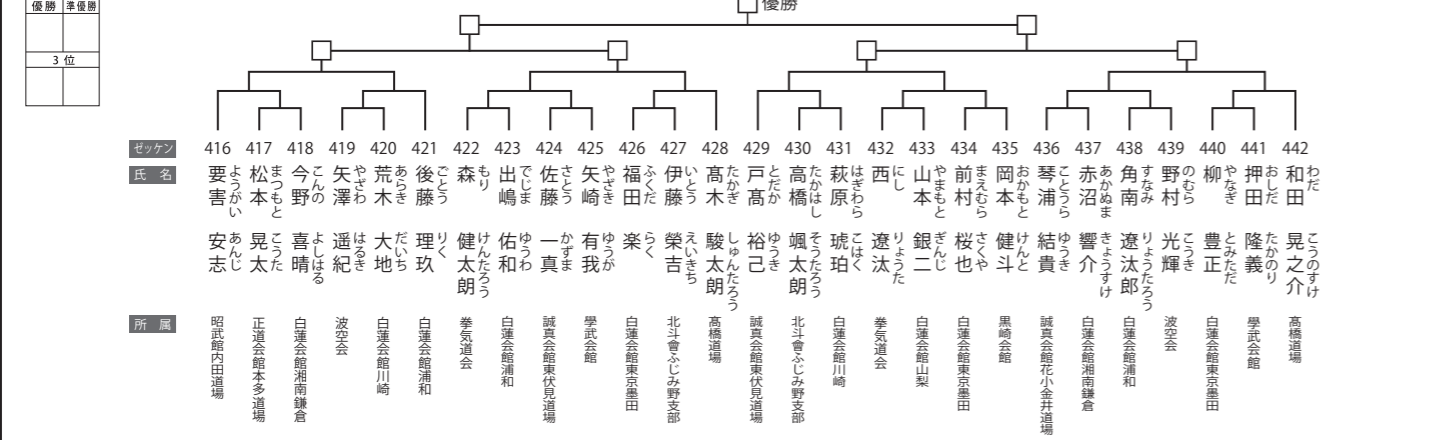 優勝 準優勝
3 位
優勝
ゼッケン 416 417 418 419 420 421 422 423 424 425 426 427 428 429 430 431 432 433 434 435 436 437 438 439 440 441 442
氏 名
要害 安志 ようがい あんじ
松本 晃太 まつもと こうた
今野 喜晴 こんの よしはる
矢澤 遥紀 やざわ はるき
荒木 大地 あらき だいち
後藤 理玖 ごとう りく
森 健太朗 もり けんたろう
出嶋 佑和 でじま ゆうわ
佐藤 一真 さとう かずま
矢崎 有我 やざき ゆうが
福田 楽 ふくだ らく
伊藤 榮吉 いとう えいきち
髙木 駿太朗 たかぎ しゅんたろう
戸髙 裕己 とだか ゆうき
高橋 颯太朗 たかはし そうたろう
萩原 琥珀 はぎわら こはく
西 遼汰 にし りょうた
山本 銀二 やまもと ぎんじ
前村 桜也 まえむら さくや
岡本 健斗 おかもと けんと
琴浦 結貴 ことうら ゆうき
赤沼 響介 あかぬま きょうすけ
角南 遼汰郎 すなみ りょうたろう
野村 光輝 のむら こうき
柳 豊正 やなぎ とみただ
押田 隆義 おしだ たかのり
和田 晃之介 わだ こうのすけ
所 属
昭武館内田道場
正道会館本多道場
白蓮会館湘南鎌倉
波空会
白蓮会館川崎
白蓮会館浦和
拳気道会
白蓮会館浦和
誠真会館東伏見道場
學武会館
白蓮会館東京墨田
北斗會ふじみ野支部
髙橋道場
誠真会館東伏見道場
北斗會ふじみ野支部
白蓮会館川崎
拳気道会
白蓮会館山梨
白蓮会館東京墨田
黒崎会館
誠真会館花小金井道場
白蓮会館湘南鎌倉
白蓮会館浦和
波空会
白蓮会館東京墨田
學武会館
髙橋道場